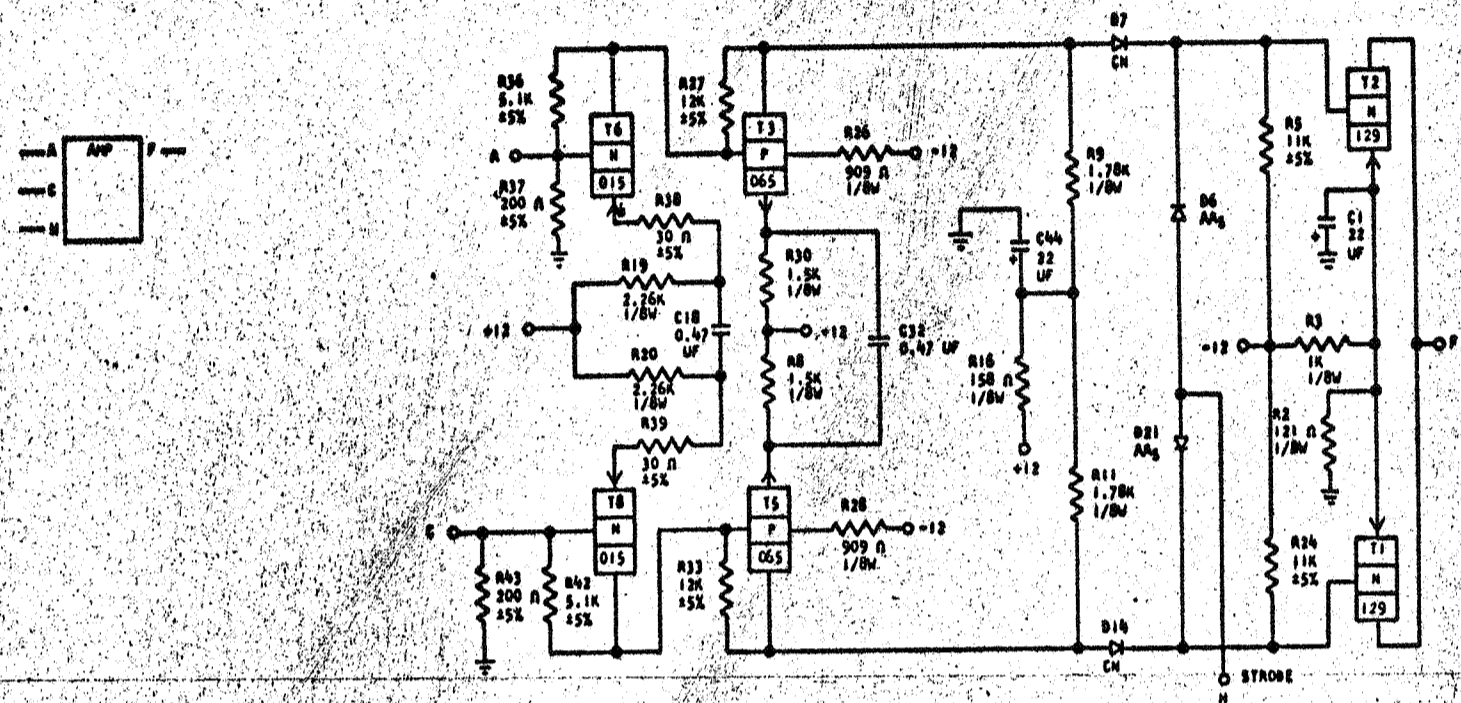 AMP
A
G
M
P
R36
5.1K
±5%
A
R37
200 Ω
±5%
T6
N
015
R38
30 Ω
±5%
R19
2.26K
1/8W
+12
C18
0.47
UF
R20
2.26K
1/8W
R39
30 Ω
±5%
T8
N
015
G
R43
200 Ω
±5%
R42
5.1K
±5%
R27
12K
±5%
T3
P
065
R26
909 Ω
1/8W
-12
R30
1.5K
1/8W
+12
R8
1.5K
1/8W
C32
0.47 UF
T5
P
065
R28
909 Ω
1/8W
-12
R33
12K
±5%
C44
22
UF
R16
158 Ω
1/8W
+12
R9
1.78K
1/8W
R11
1.78K
1/8W
D7
CN
D6
D21
D14
CN
STROBE
R5
11K
±5%
-12
R3
1K
1/8W
R2
121 Ω
1/8W
R24
11K
±5%
T2
N
129
C1
22
UF
P
T1
N
129